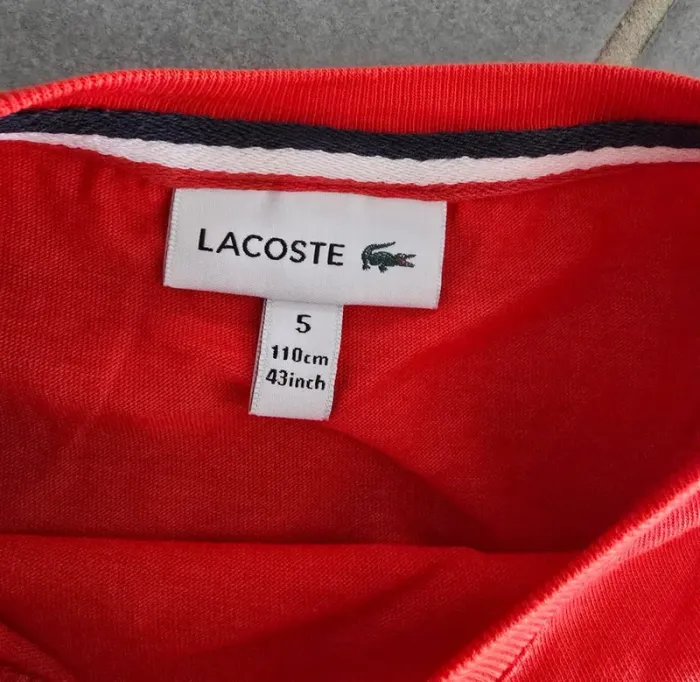 LACOSTE
5
110cm
43inch